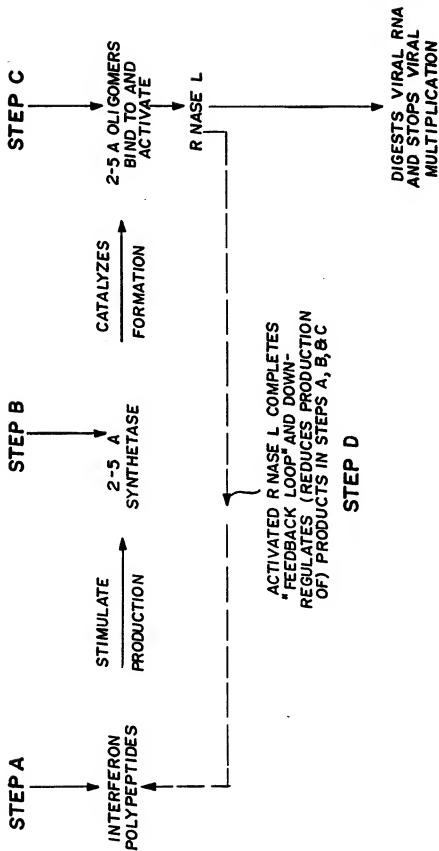 STEP A
INTERFERON
POLYPEPTIDES
STIMULATE
PRODUCTION
STEP B
2-5 A
SYNTHETASE
CATALYZES
FORMATION
STEP C
2-5 A OLIGOMERS
BIND TO AND
ACTIVATE
R NASE L
DIGESTS VIRAL RNA
AND STOPS VIRAL
MULTIPLICATION
ACTIVATED R NASE L COMPLETES
"FEEDBACK LOOP" AND DOWN-
REGULATES (REDUCES PRODUCTION
OF) PRODUCTS IN STEPS A, B, & C
STEP D